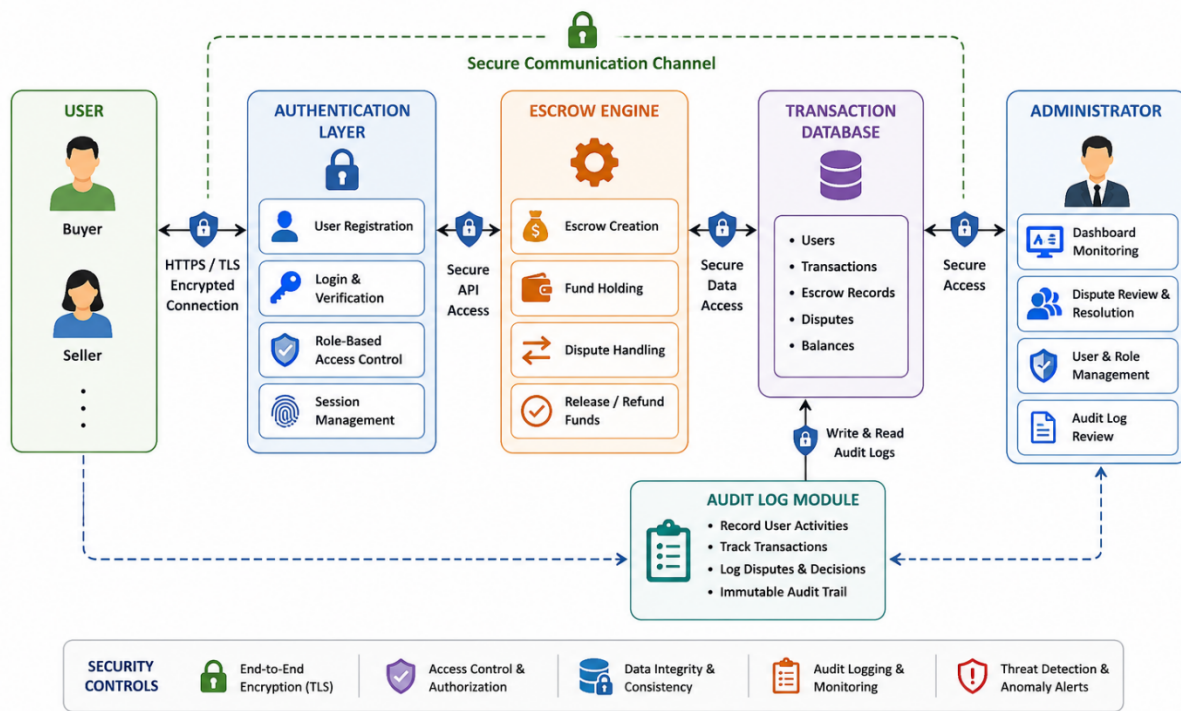 Secure Communication Channel
USER
Buyer
Seller
HTTPS / TLS
Encrypted
Connection
AUTHENTICATION
LAYER
User Registration
Login &
Verification
Role-Based
Access Control
Session
Management
Secure
API
Access
ESCROW ENGINE
$
Escrow Creation
Fund Holding
Dispute Handling
Release / Refund
Funds
Secure
Data
Access
TRANSACTION
DATABASE
• Users
• Transactions
• Escrow Records
• Disputes
• Balances
Secure
Access
ADMINISTRATOR
Dashboard
Monitoring
Dispute Review &
Resolution
User & Role
Management
Audit Log
Review
Write & Read
Audit Logs
AUDIT LOG MODULE
• Record User Activities
• Track Transactions
• Log Disputes & Decisions
• Immutable Audit Trail
SECURITY
CONTROLS
End-to-End
Encryption (TLS)
Access Control &
Authorization
Data Integrity &
Consistency
Audit Logging &
Monitoring
Threat Detection &
Anomaly Alerts